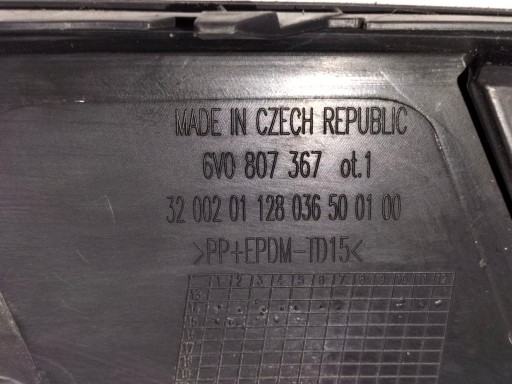 MADE IN CZECH REPUBLIC
6V0 807 367 ot.1
32 002 01 128 036 50 01 00
>PP+EPDM-TD15<